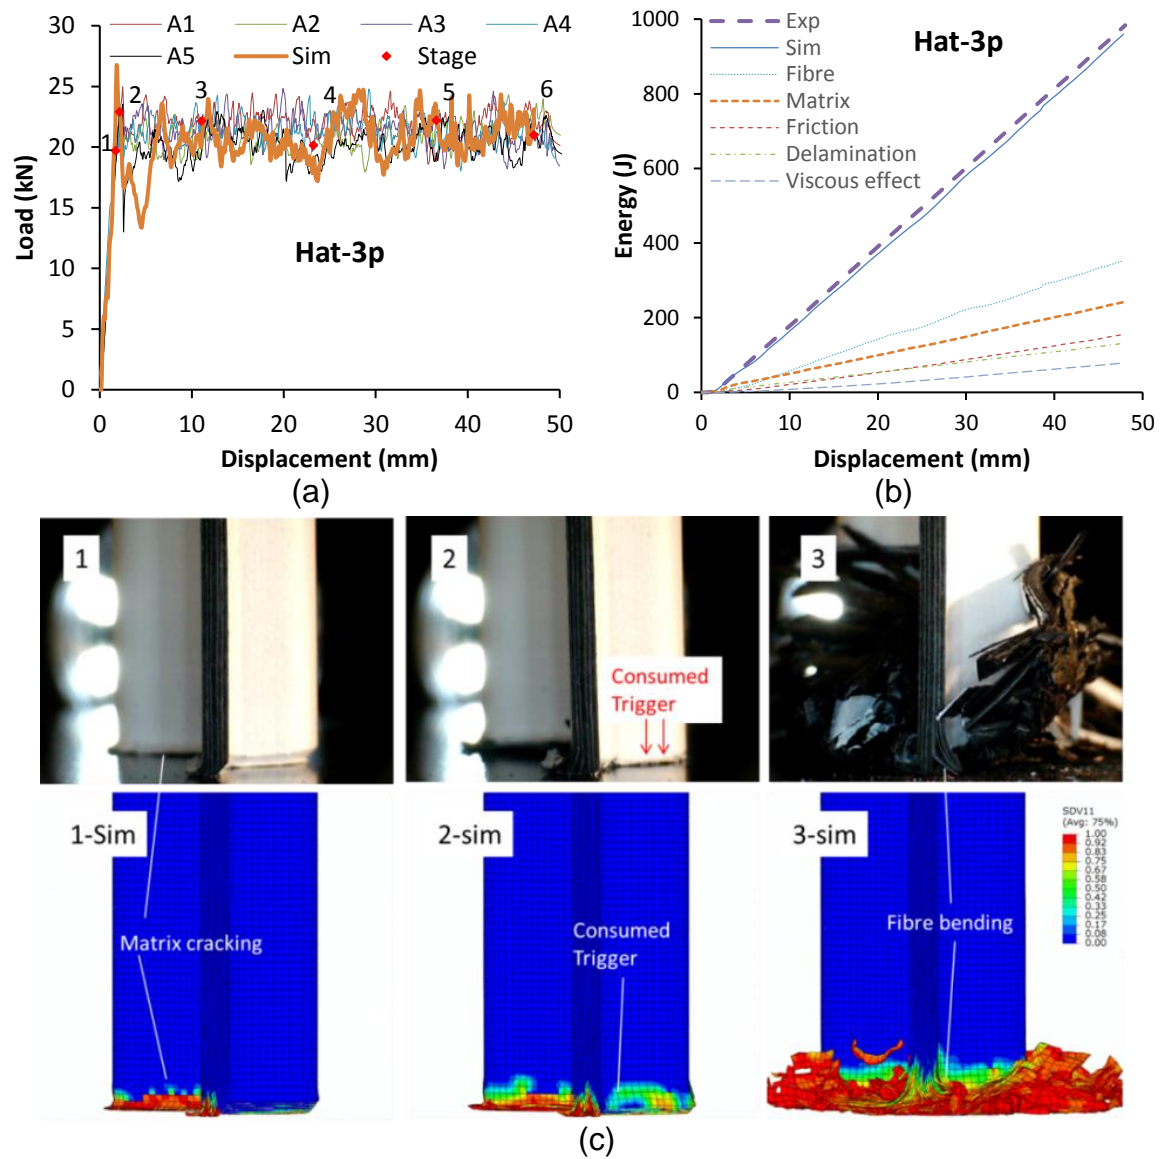 A1 A2 A3 A4
A5 Sim Stage
30
25
20
15
10
5
0
Load (kN)
1
2
3
4
5
6
Hat-3p
0 10 20 30 40 50
Displacement (mm)
(a)
1000
800
600
400
200
0
Energy (J)
Hat-3p
Exp
Sim
Fibre
Matrix
Friction
Delamination
Viscous effect
0 10 20 30 40 50
Displacement (mm)
(b)
1
2
Consumed
Trigger
3
1-Sim
Matrix cracking
2-sim
Consumed
Trigger
3-sim
Fibre bending
SDV11
(Avg: 75%)
1.00
0.92
0.83
0.75
0.67
0.58
0.50
0.42
0.33
0.25
0.17
0.08
0.00
(c)